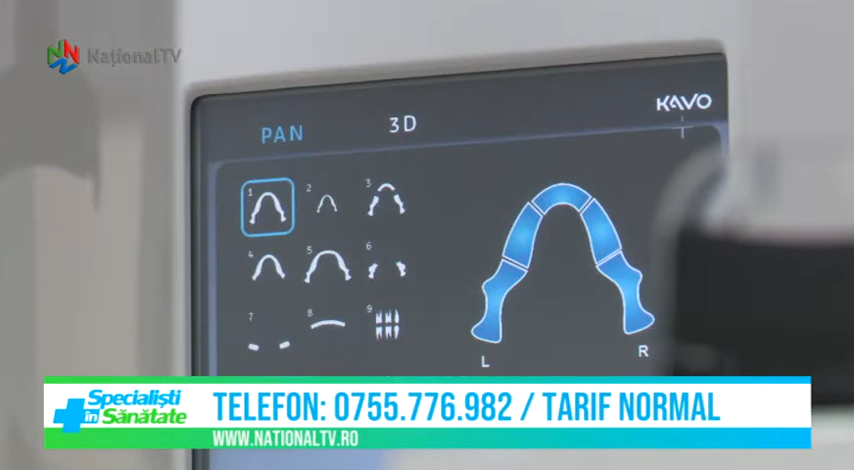 NaționalTV
KAVO
PAN 3D
1 2 3
4 5 6
7 8 9
L R
Specialiști
în
Sănătate
TELEFON: 0755.776.982 / TARIF NORMAL
WWW.NATIONALTV.RO